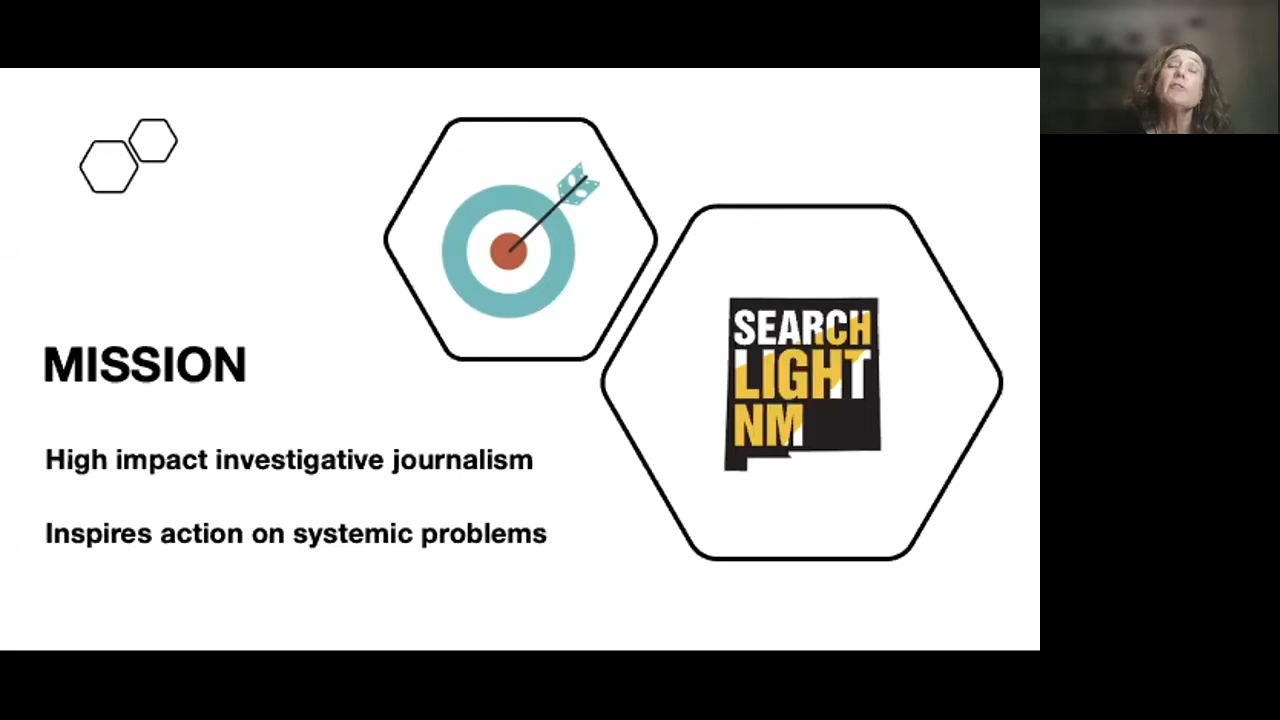 MISSION
High impact investigative journalism
Inspires action on systemic problems
SEARCH
LIGHT
NM